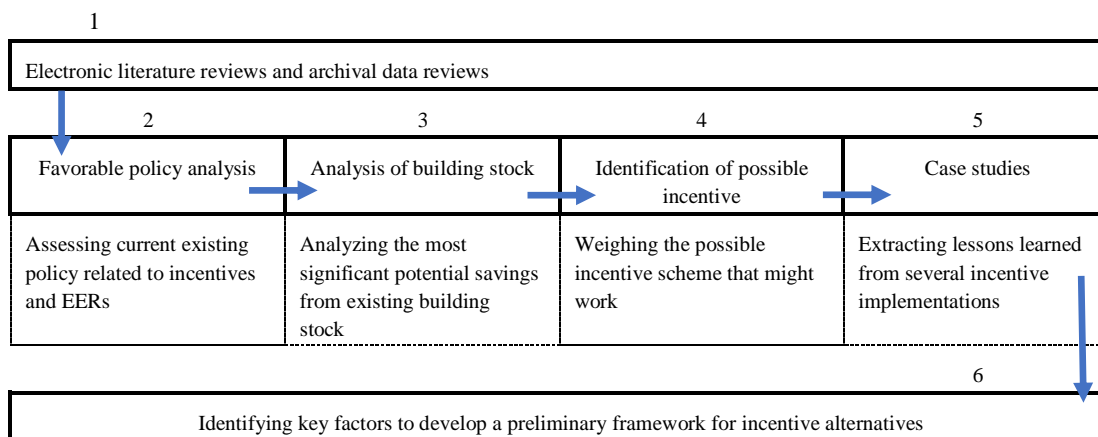 1
Electronic literature reviews and archival data reviews
2
3
4
5
Favorable policy analysis
Analysis of building stock
Identification of possible
incentive
Case studies
Assessing current existing
policy related to incentives
and EERs
Analyzing the most
significant potential savings
from existing building
stock
Weighing the possible
incentive scheme that might
work
Extracting lessons learned
from several incentive
implementations
6
Identifying key factors to develop a preliminary framework for incentive alternatives